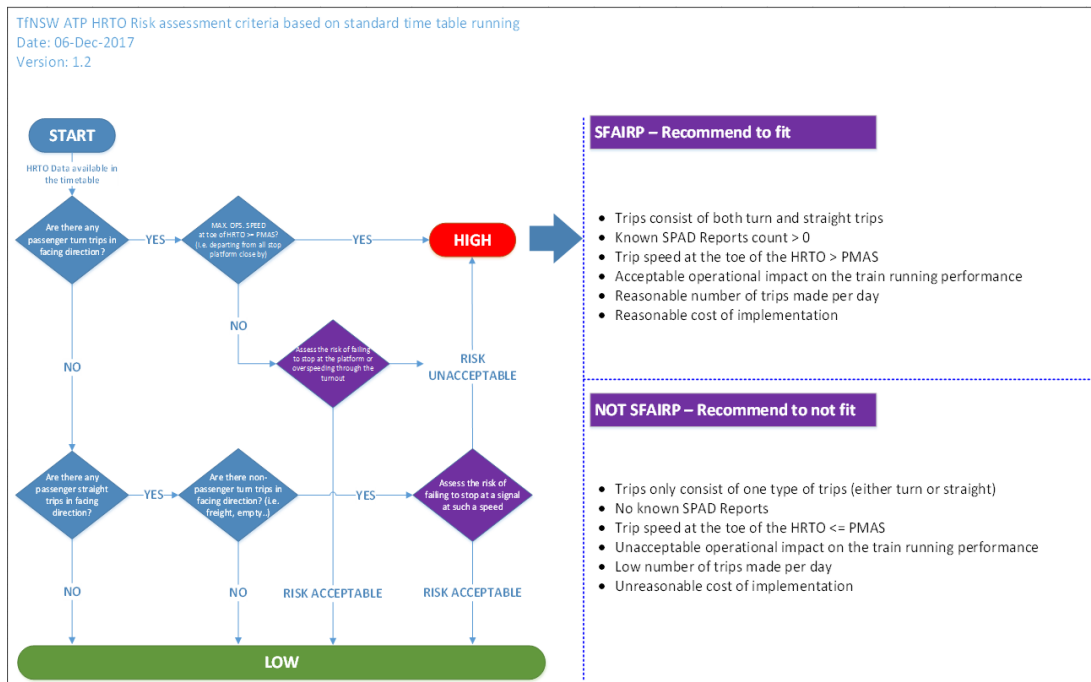 TfNSW ATP HRTO Risk assessment criteria based on standard time table running
Date: 06-Dec-2017
Version: 1.2
START
HRTO Data available in
the timetable
Are there any
passenger turn trips in
facing direction?
YES
MAX. OPS. SPEED
at toe of HRTO >= PMAS?
(i.e. departing from all stop
platform close by)
YES
HIGH
NO
NO
Assess the risk of failing
to stop at the platform or
overspeeding through the
turnout
RISK
UNACCEPTABLE
Are there any
passenger straight
trips in facing
direction?
YES
Are there non-
passenger turn trips in
facing direction? (i.e.
freight, empty..)
YES
Assess the risk of
failing to stop at a signal
at such a speed
NO
NO
RISK ACCEPTABLE
RISK ACCEPTABLE
LOW
SFAIRP – Recommend to fit
• Trips consist of both turn and straight trips
• Known SPAD Reports count > 0
• Trip speed at the toe of the HRTO > PMAS
• Acceptable operational impact on the train running performance
• Reasonable number of trips made per day
• Reasonable cost of implementation
NOT SFAIRP – Recommend to not fit
• Trips only consist of one type of trips (either turn or straight)
• No known SPAD Reports
• Trip speed at the toe of the HRTO <= PMAS
• Unacceptable operational impact on the train running performance
• Low number of trips made per day
• Unreasonable cost of implementation